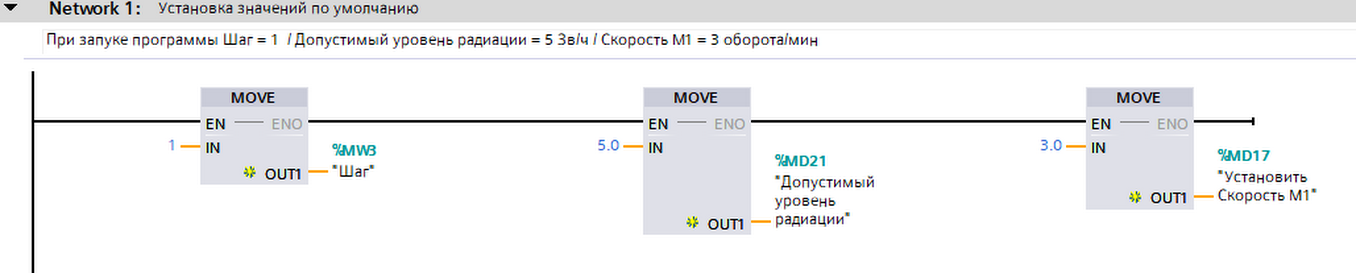 Network 1: Установка значений по умолчанию
При запуке программы Шаг = 1 / Допустимый уровень радиации = 5 Зв/ч / Скорость М1 = 3 оборота/мин
MOVE MOVE MOVE
EN ENO EN ENO EN ENO
1 IN 5.0 IN 3.0 IN
%MW3
"Шаг"
OUT1
%MD21
"Допустимый
уровень
радиации"
OUT1
%MD17
"Установить
Скорость М1"
OUT1